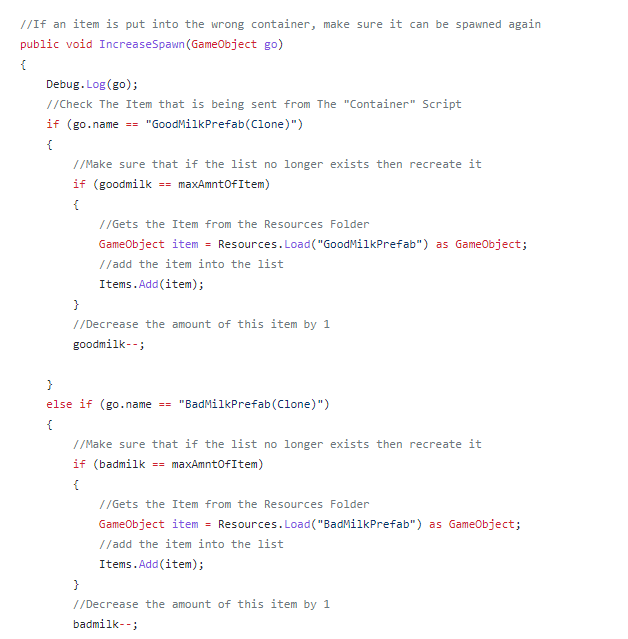 //If an item is put into the wrong container, make sure it can be spawned again
public void IncreaseSpawn(GameObject go)
{
    Debug.Log(go);
    //Check The Item that is being sent from The "Container" Script
    if (go.name == "GoodMilkPrefab(Clone)")
    {
        //Make sure that if the list no longer exists then recreate it
        if (goodmilk == maxAmntOfItem)
        {
            //Gets the Item from the Resources Folder
            GameObject item = Resources.Load("GoodMilkPrefab") as GameObject;
            //add the item into the list
            Items.Add(item);
        }
        //Decrease the amount of this item by 1
        goodmilk--;

    }
    else if (go.name == "BadMilkPrefab(Clone)")
    {
        //Make sure that if the list no longer exists then recreate it
        if (badmilk == maxAmntOfItem)
        {
            //Gets the Item from the Resources Folder
            GameObject item = Resources.Load("BadMilkPrefab") as GameObject;
            //add the item into the list
            Items.Add(item);
        }
        //Decrease the amount of this item by 1
        badmilk--;